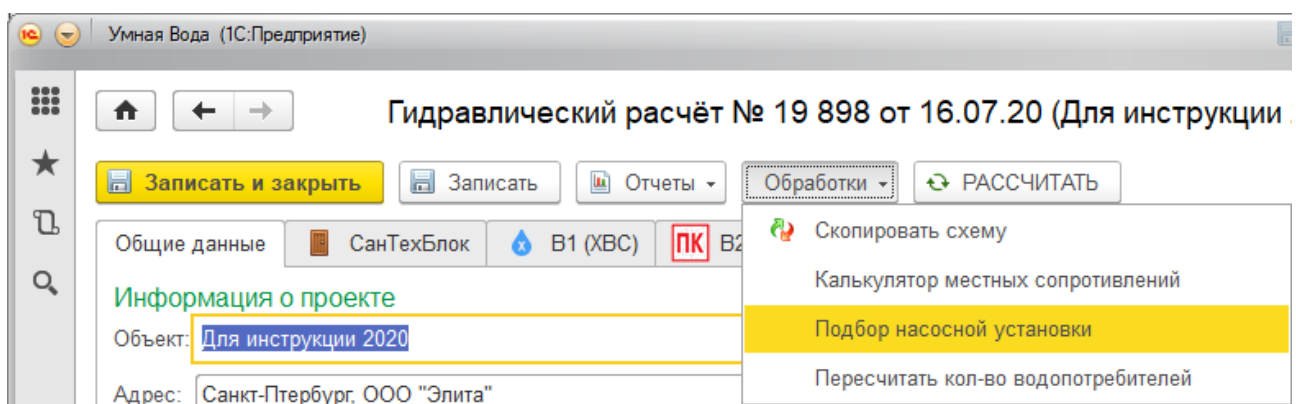 Умная Вода (1С:Предприятие)
Гидравлический расчёт № 19 898 от 16.07.20 (Для инструкции
Записать и закрыть Записать Отчеты Обработки РАССЧИТАТЬ
Общие данные СанТехБлок x В1 (ХВС) ПК В2
Скопировать схему
Калькулятор местных сопротивлений
Информация о проекте
Объект: Для инструкции 2020
Подбор насосной установки
Адрес: Санкт-Птербург, ООО "Элита"
Пересчитать кол-во водопотребителей